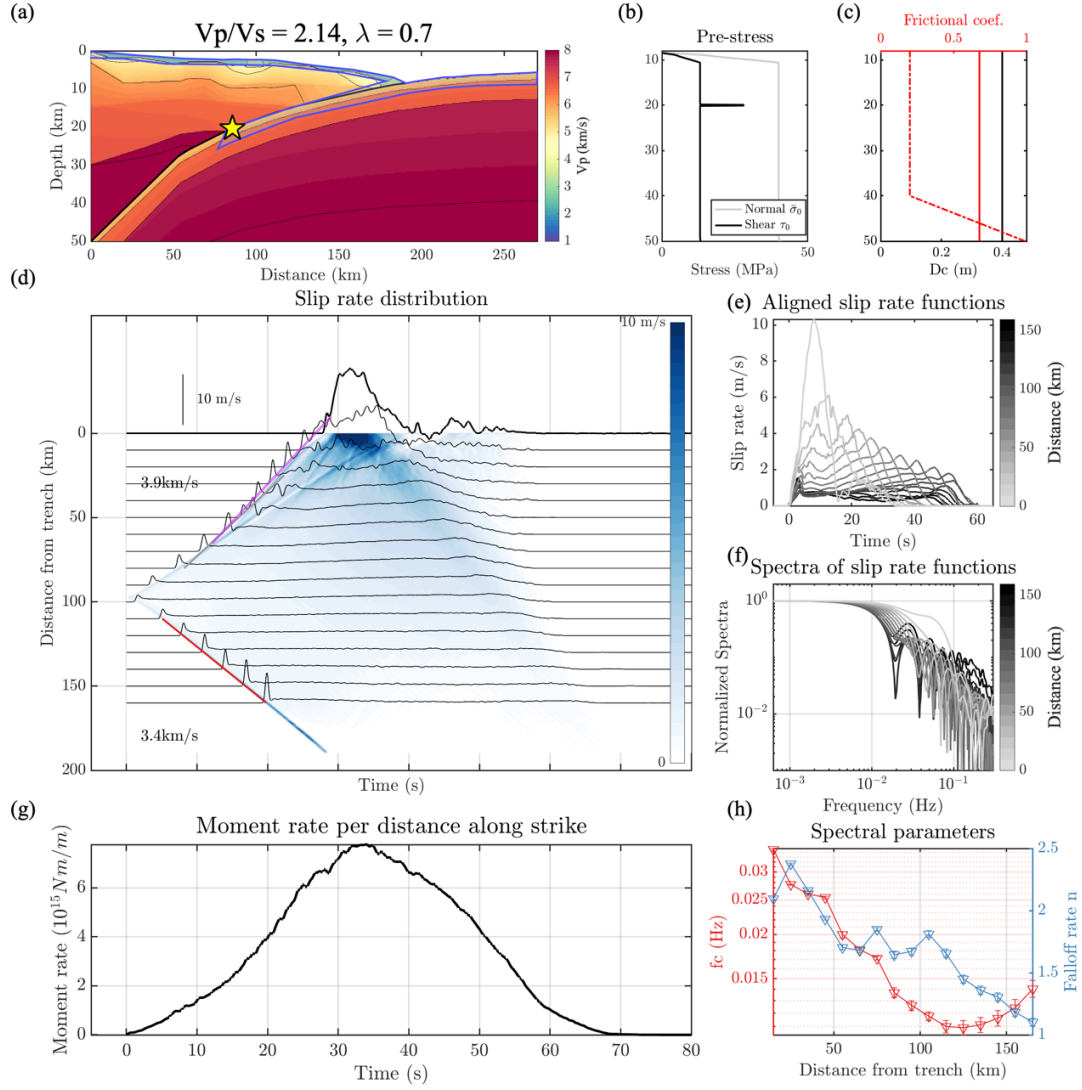 (a)
Vp/Vs = 2.14, λ = 0.7
0
10
20
30
40
50
Depth (km)
0 50 100 150 200 250
Distance (km)
8
7
6
5
4
3
2
1
Vp (km/s)
(b)
Pre-stress
10
20
30
40
50
Normal σ̄₀
Shear τ₀
0 50
Stress (MPa)
(c)
Frictional coef.
0 0.2 0.4 0.6 0.8 1
10
20
30
40
50
0 0.2 0.4
Dc (m)
(d)
Slip rate distribution
10 m/s
10 m/s
0
50
100
150
200
Distance from trench (km)
3.9km/s
3.4km/s
0
Time (s)
(e)
Aligned slip rate functions
10
8
6
4
2
0
Slip rate (m/s)
0 20 40 60
Time (s)
150
100
50
0
Distance (km)
(f)
Spectra of slip rate functions
10⁰
10⁻²
Normalized Spectra
10⁻³ 10⁻² 10⁻¹
Frequency (Hz)
150
100
50
0
Distance (km)
(g)
Moment rate per distance along strike
6
4
2
0
Moment rate (10¹⁵Nm/m)
0 10 20 30 40 50 60 70 80
Time (s)
(h)
Spectral parameters
0.03
0.025
0.02
0.015
fc (Hz)
2.5
2
1.5
1
Falloff rate n
50 100 150
Distance from trench (km)